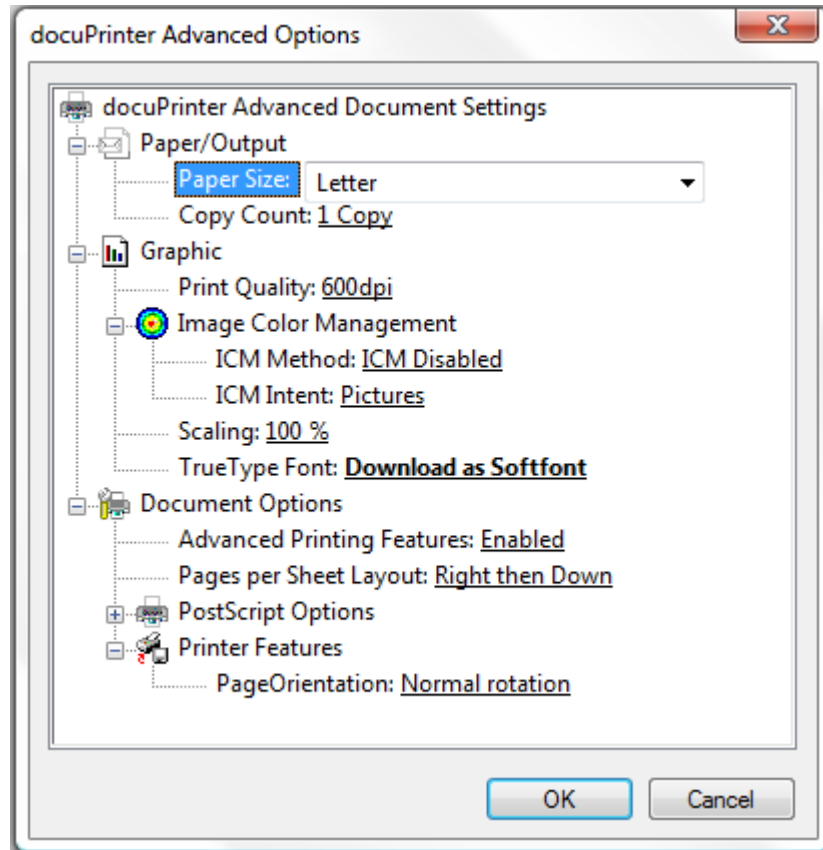 docuPrinter Advanced Options
docuPrinter Advanced Document Settings
Paper/Output
Paper Size: Letter
Copy Count: 1 Copy
Graphic
Print Quality: 600dpi
Image Color Management
ICM Method: ICM Disabled
ICM Intent: Pictures
Scaling: 100 %
TrueType Font: Download as Softfont
Document Options
Advanced Printing Features: Enabled
Pages per Sheet Layout: Right then Down
PostScript Options
Printer Features
PageOrientation: Normal rotation
OK Cancel